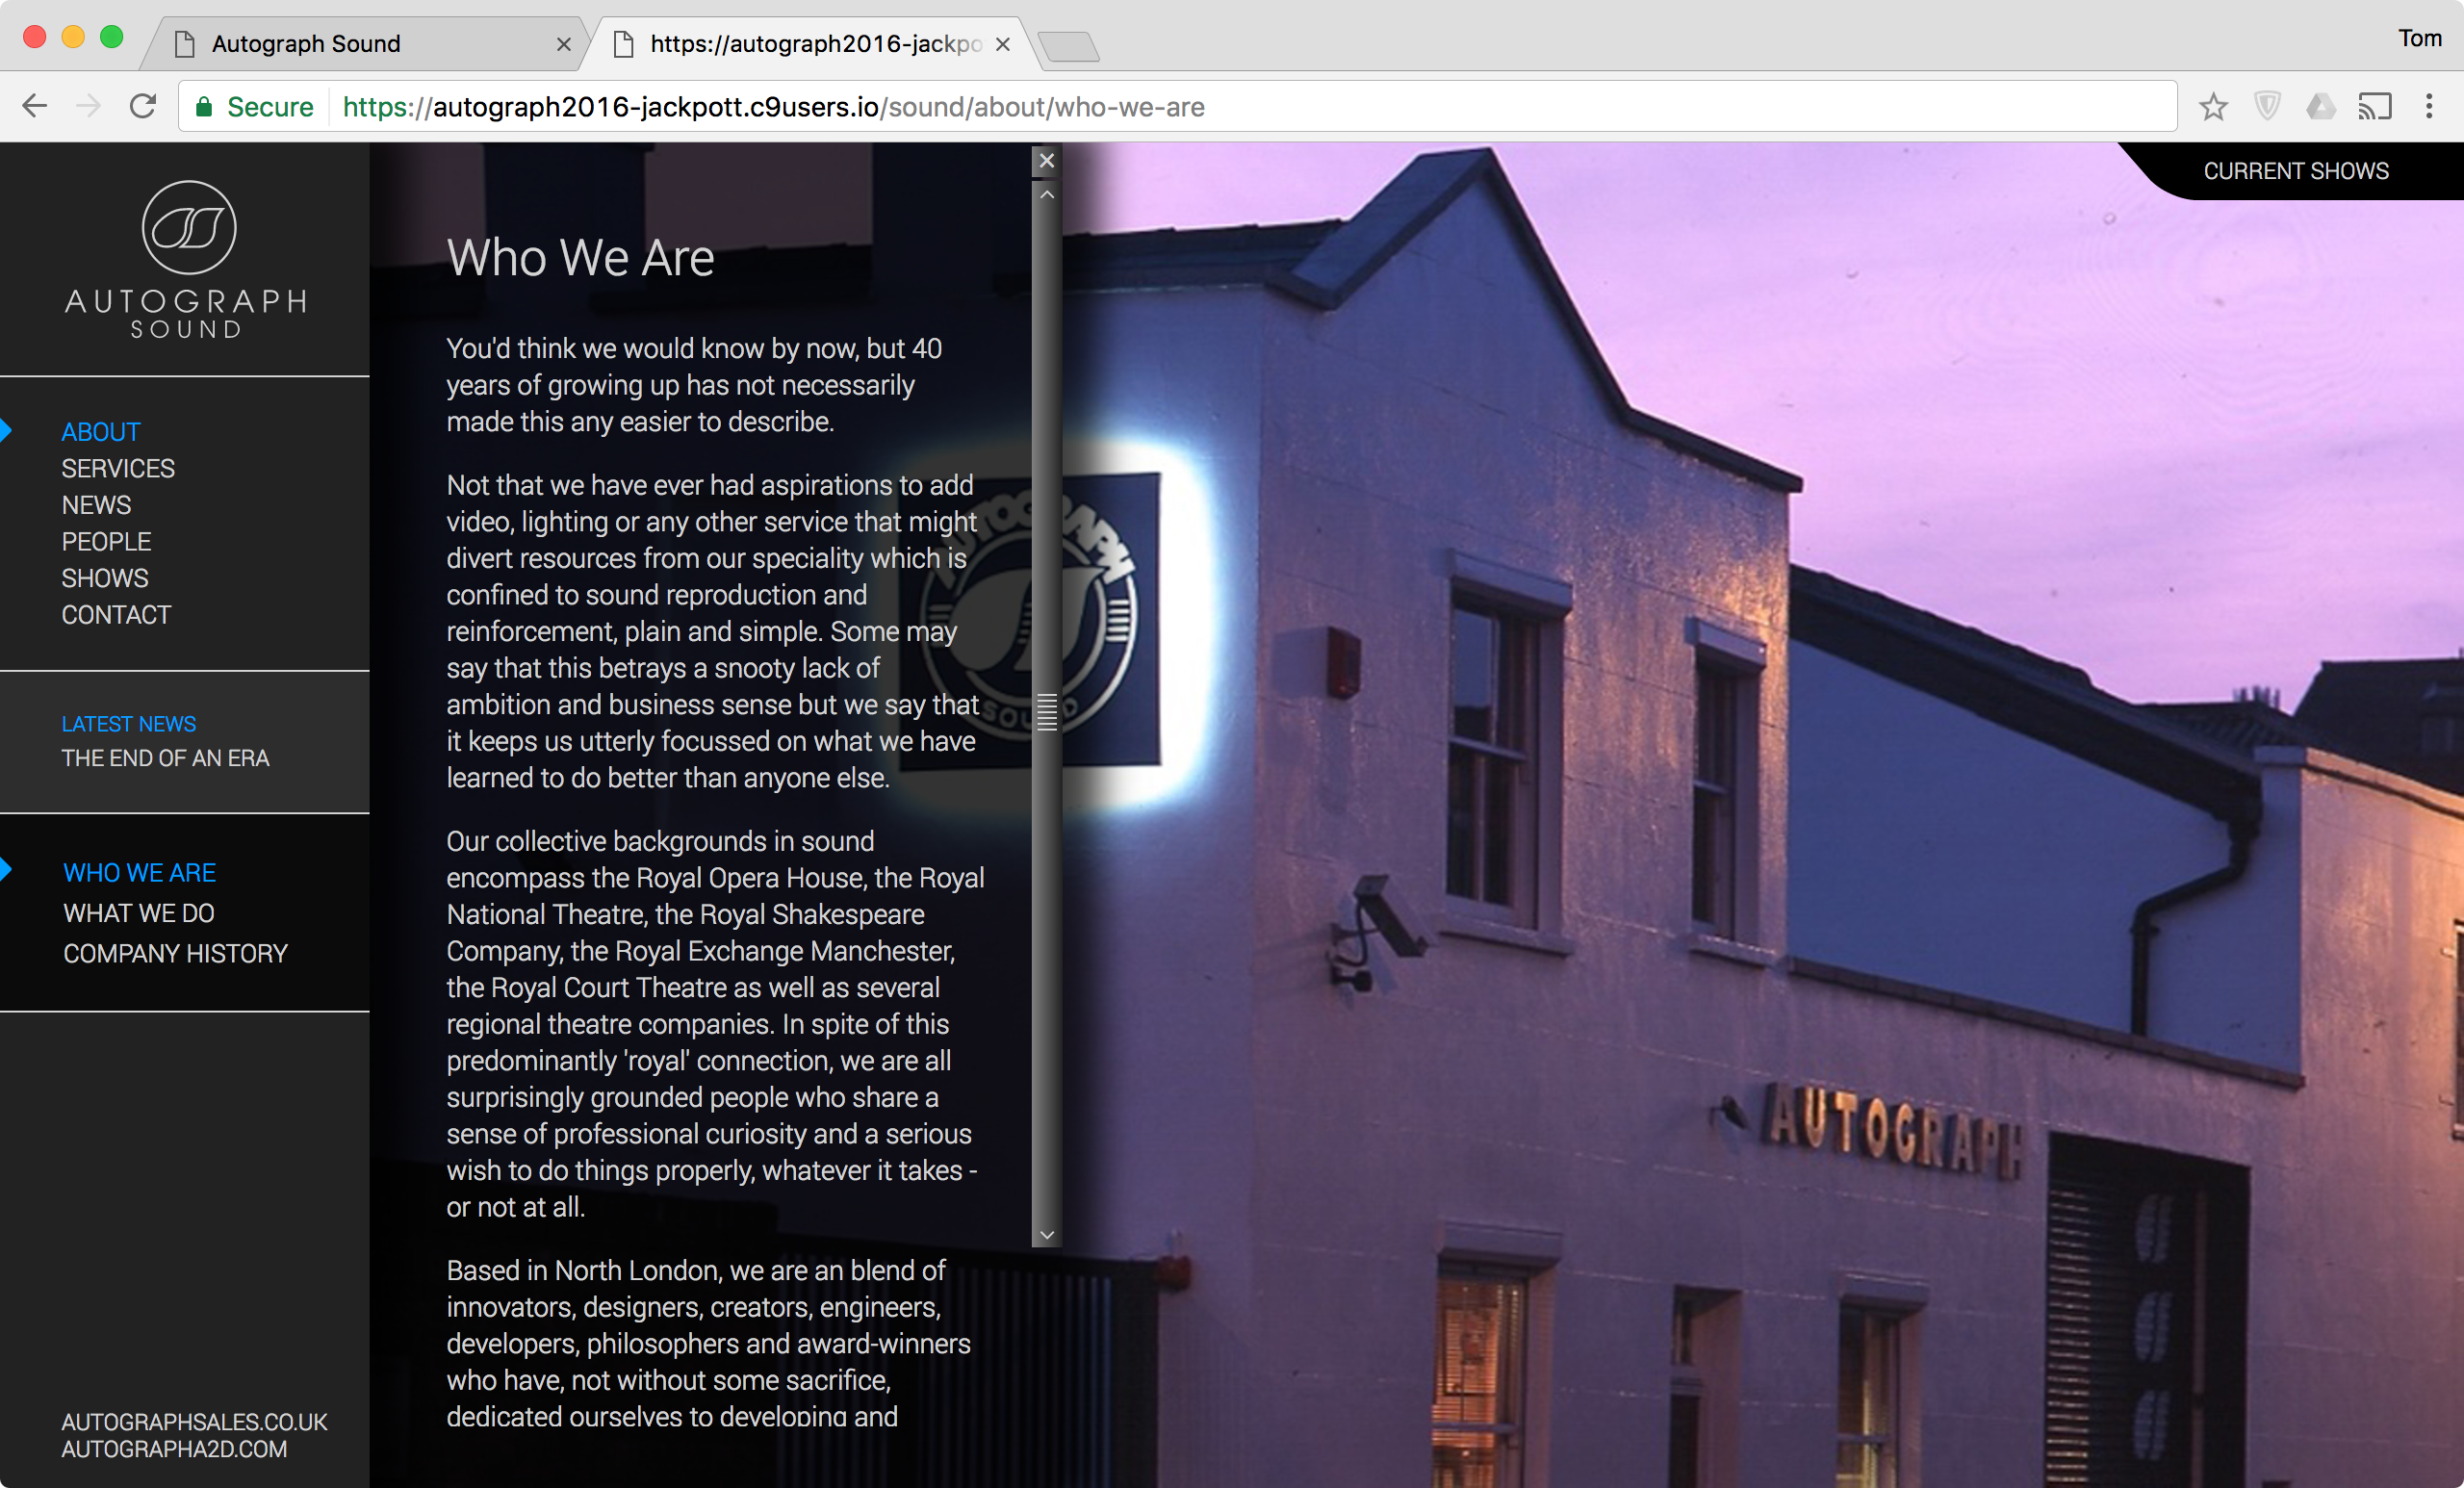 Autograph Sound
https://autograph2016-jackpo
Tom
Secure
https://autograph2016-jackpott.c9users.io/sound/about/who-we-are
CURRENT SHOWS
AUTOGRAPH
SOUND
ABOUT
SERVICES
NEWS
PEOPLE
SHOWS
CONTACT
LATEST NEWS
THE END OF AN ERA
WHO WE ARE
WHAT WE DO
COMPANY HISTORY
AUTOGRAPHSALES.CO.UK
AUTOGRAPHA2D.COM
Who We Are
You'd think we would know by now, but 40
years of growing up has not necessarily
made this any easier to describe.
Not that we have ever had aspirations to add
video, lighting or any other service that might
divert resources from our speciality which is
confined to sound reproduction and
reinforcement, plain and simple. Some may
say that this betrays a snooty lack of
ambition and business sense but we say that
it keeps us utterly focussed on what we have
learned to do better than anyone else.
Our collective backgrounds in sound
encompass the Royal Opera House, the Royal
National Theatre, the Royal Shakespeare
Company, the Royal Exchange Manchester,
the Royal Court Theatre as well as several
regional theatre companies. In spite of this
predominantly 'royal' connection, we are all
surprisingly grounded people who share a
sense of professional curiosity and a serious
wish to do things properly, whatever it takes -
or not at all.
Based in North London, we are an blend of
innovators, designers, creators, engineers,
developers, philosophers and award-winners
who have, not without some sacrifice,
dedicated ourselves to developing and
AUTOGRAPH
SOUND
AUTOGRAPH